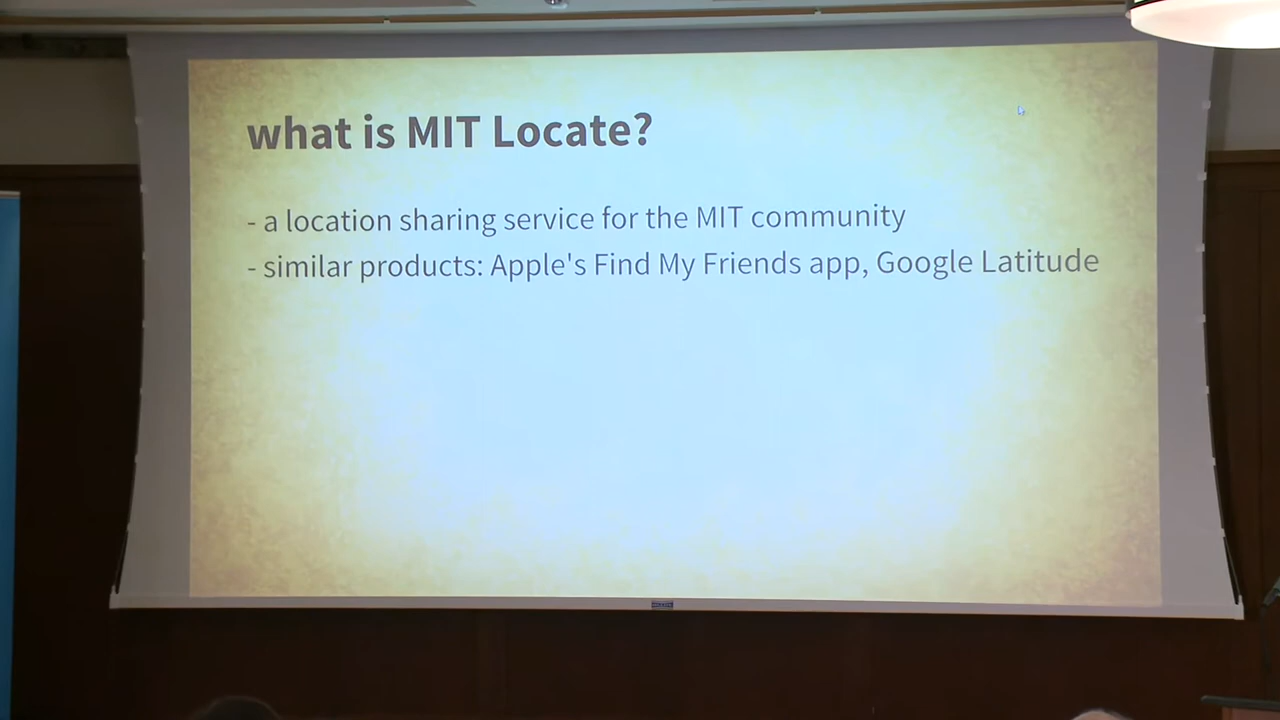 what is MIT Locate?
- a location sharing service for the MIT community
- similar products: Apple's Find My Friends app, Google Latitude